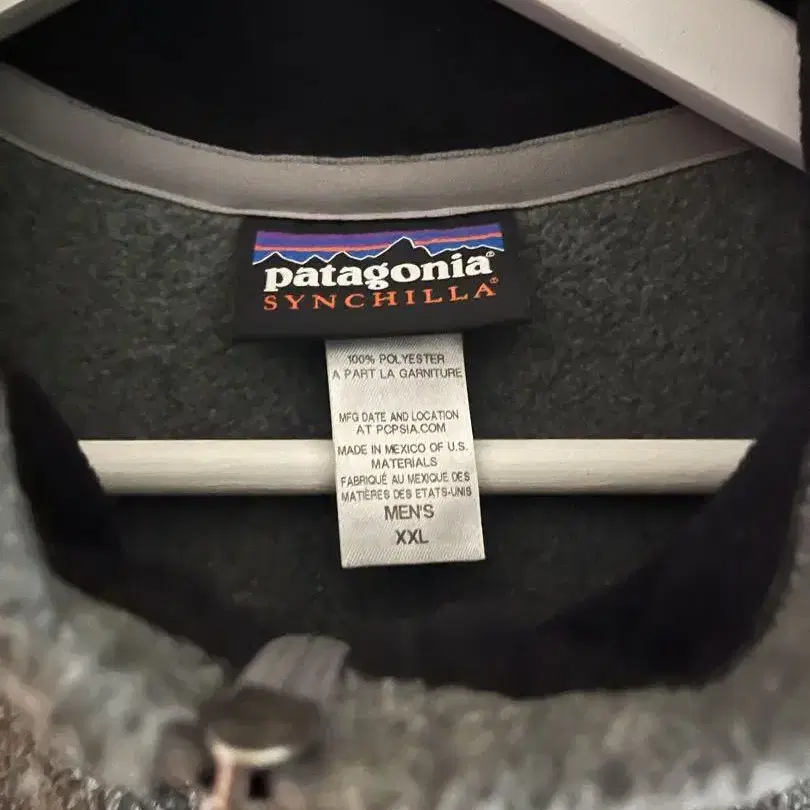 patagonia®
SYNCHILLA®
100% POLYESTER
A PART LA GARNITURE
MFG DATE AND LOCATION
AT PCPSIA.COM
MADE IN MEXICO OF U.S.
MATERIALS
FABRIQUÉ AU MEXIQUE DES
MATIÈRES DES ETATS-UNIS
MEN'S
XXL